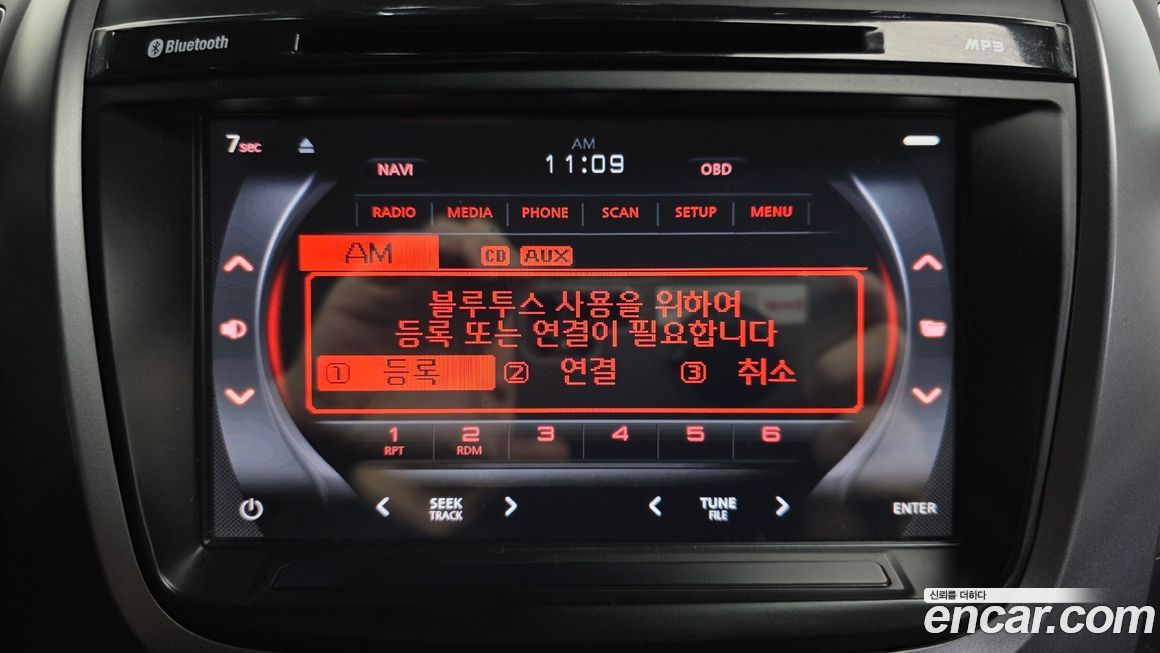 Bluetooth
MP3
7sec
AM
NAVI 11:09 OBD
RADIO MEDIA PHONE SCAN SETUP MENU
AM CD AUX
블루투스 사용을 위하여
등록 또는 연결이 필요합니다
① 등록 ② 연결 ③ 취소
1 2 3 4 5 6
RPT RDM
SEEK TUNE
TRACK FILE
ENTER
신뢰를 더하다
encar.com